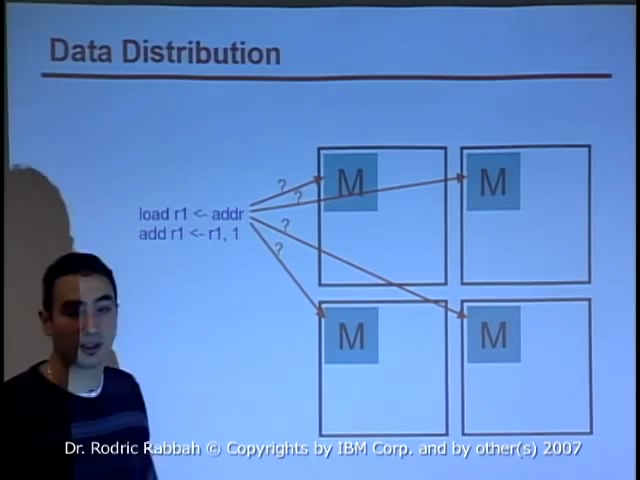 Data Distribution
M
M
?
?
load r1 <- addr
?
add r1 <- r1, 1
?
M
M
Dr. Rodric Rabbah © Copyrights by IBM Corp. and by other(s) 2007